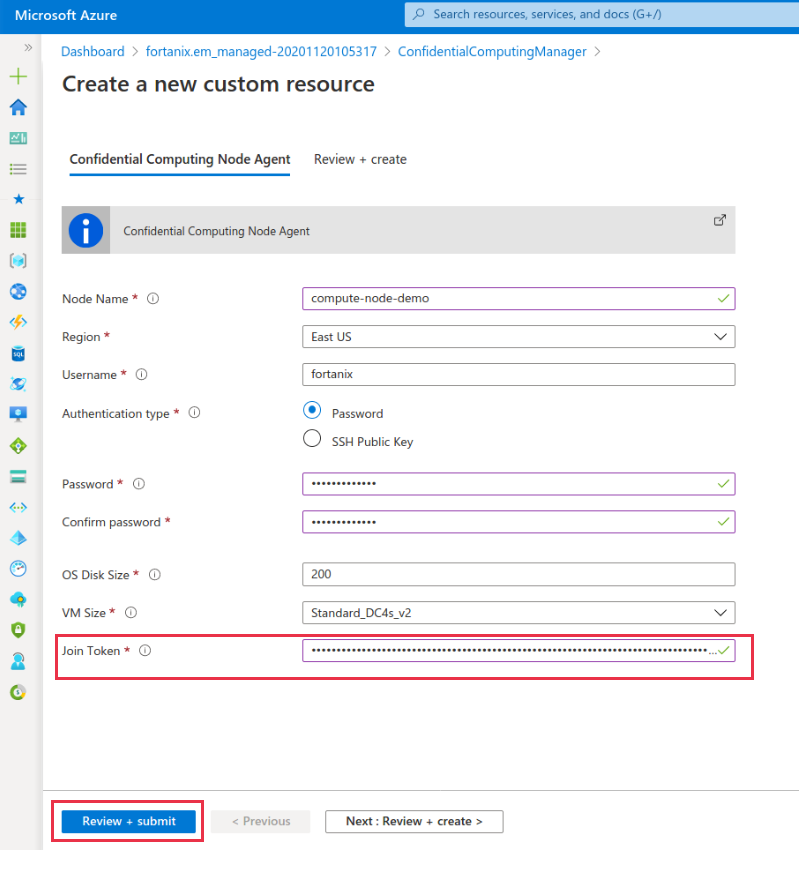 Microsoft Azure
Search resources, services, and docs (G+/)
Dashboard > fortanix.em_managed-20201120105317 > ConfidentialComputingManager >
Create a new custom resource
Confidential Computing Node Agent Review + create
Confidential Computing Node Agent
Node Name * compute-node-demo
Region * East US
Username * fortanix
Authentication type * Password
SSH Public Key
Password * •••••••••••••
Confirm password * •••••••••••••
OS Disk Size * 200
VM Size * Standard_DC4s_v2
Join Token *
Review + submit < Previous Next : Review + create >